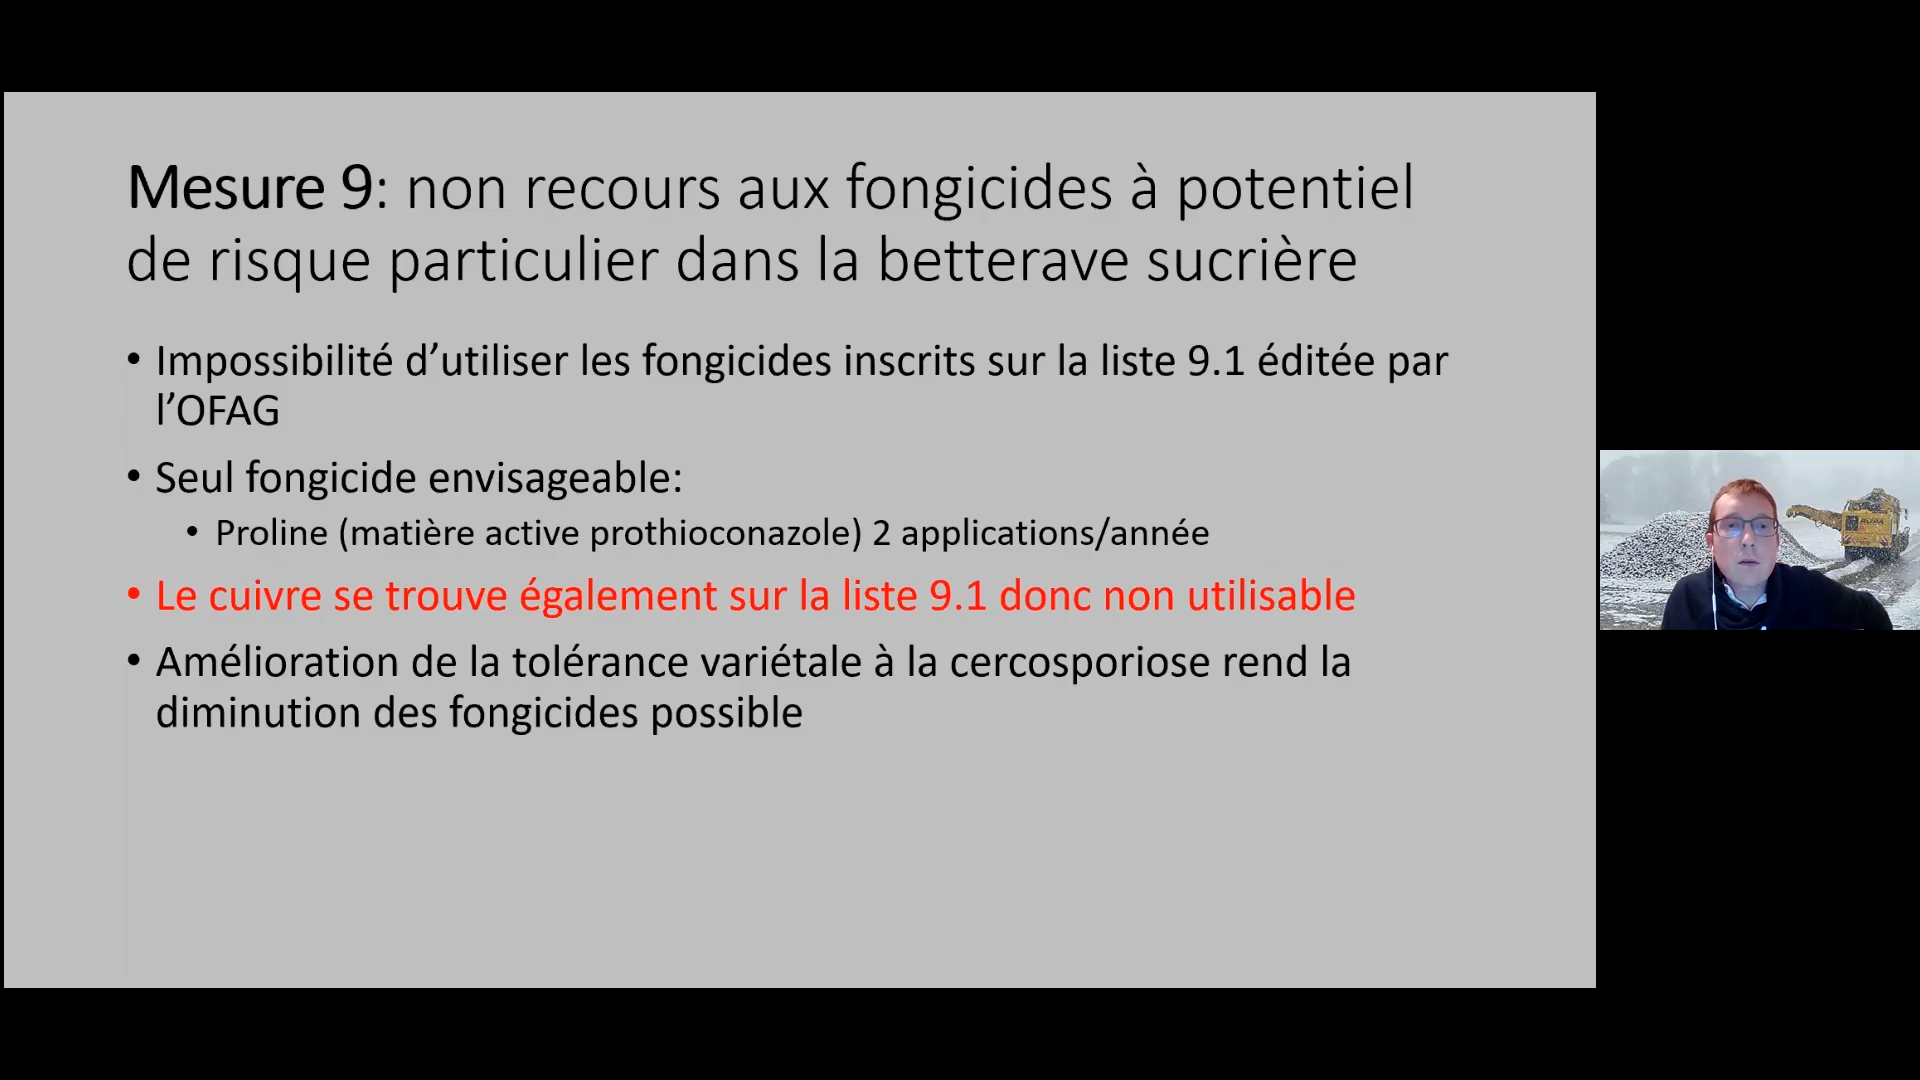 Mesure 9: non recours aux fongicides à potentiel
de risque particulier dans la betterave sucrière
• Impossibilité d’utiliser les fongicides inscrits sur la liste 9.1 éditée par
l’OFAG
• Seul fongicide envisageable:
• Proline (matière active prothioconazole) 2 applications/année
• Le cuivre se trouve également sur la liste 9.1 donc non utilisable
• Amélioration de la tolérance variétale à la cercosporiose rend la
diminution des fongicides possible